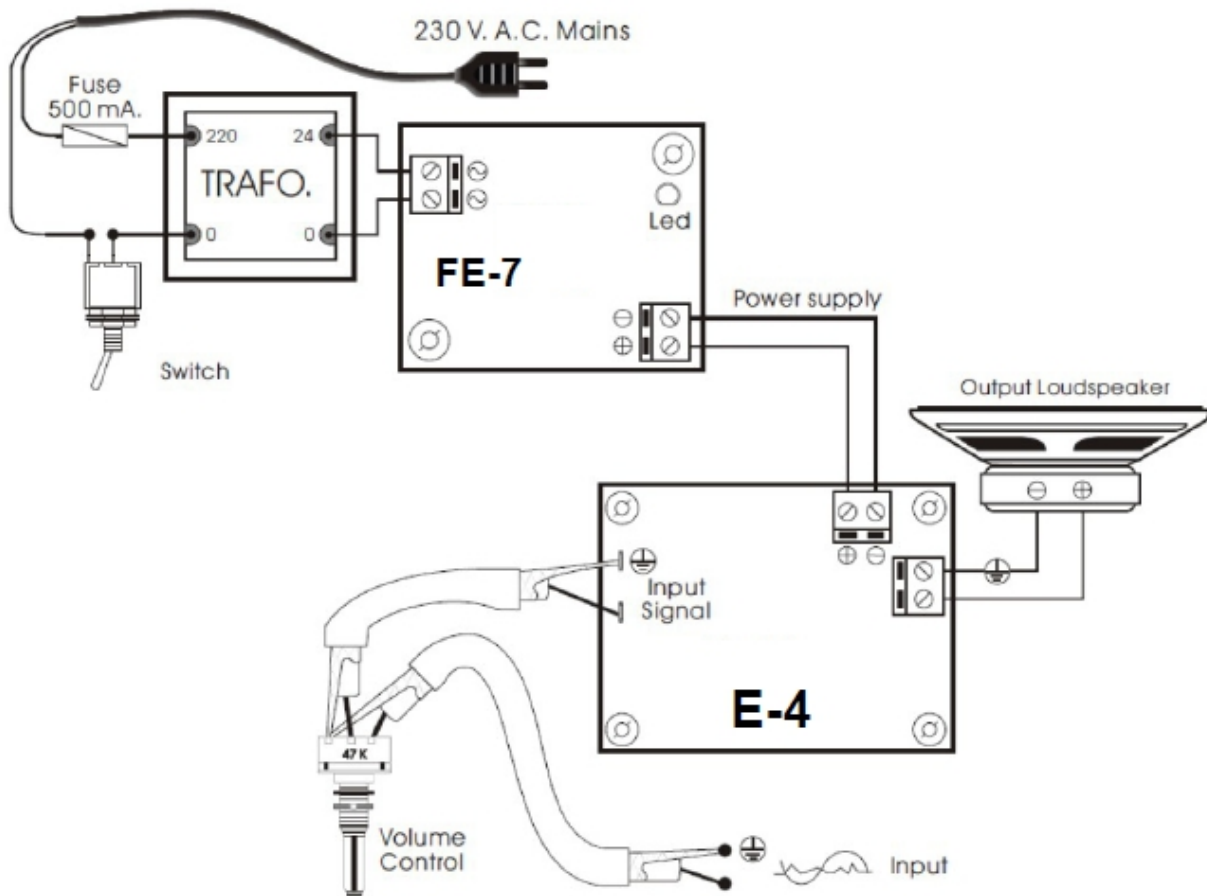 230 V. A.C. Mains
Fuse
500 mA.
220 24
TRAFO.
0 0
Led
FE-7
Power supply
Switch
Output Loudspeaker
Input
Signal
E-4
47 K
Volume
Control
Input